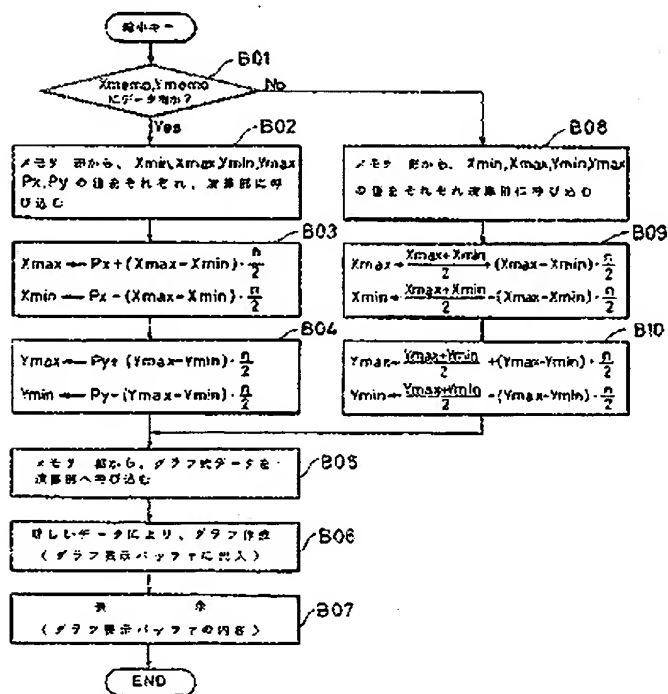 縮小キー
B01
Xmemo,Ymemo
にデータ有か?
No
Yes
B02
メモリ部から、Xmin,Xmax,Ymin,Ymax
Px,Pyの値をそれぞれ、演算部に呼
び込む
B08
メモリ部から、Xmin,Xmax,Ymin,Ymax
の値をそれぞれ演算部に呼び込む
B03
Xmax ← Px + (Xmax-Xmin)・n/2
Xmin ← Px - (Xmax-Xmin)・n/2
B09
Xmax ← Xmax+Xmin/2 + (Xmax-Xmin)・n/2
Xmin ← Xmax+Xmin/2 - (Xmax-Xmin)・n/2
B04
Ymax ← Py + (Ymax-Ymin)・n/2
Ymin ← Py - (Ymax-Ymin)・n/2
B10
Ymax ← Ymax+Ymin/2 + (Ymax-Ymin)・n/2
Ymin ← Ymax+Ymin/2 - (Ymax-Ymin)・n/2
B05
メモリ部から、グラフ式データを
演算部へ呼び込む
B06
新しいデータにより、グラフ作成
(グラフ表示バッファに記入)
B07
表 示
(グラフ表示バッファの内容)
END